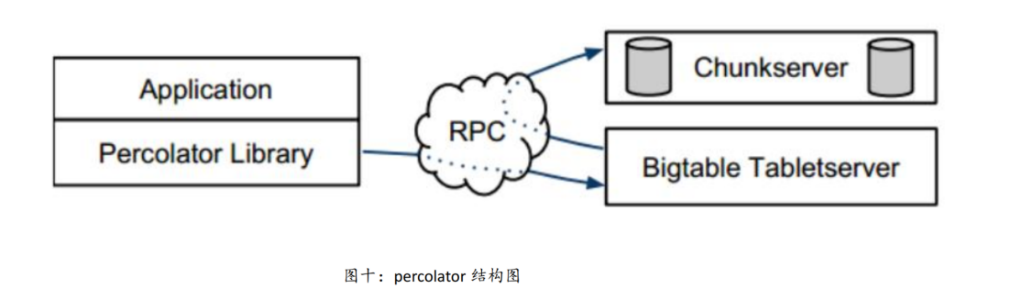 Application
Percolator Library
RPC
Chunkserver
Bigtable Tabletserver
图十：percolator 结构图